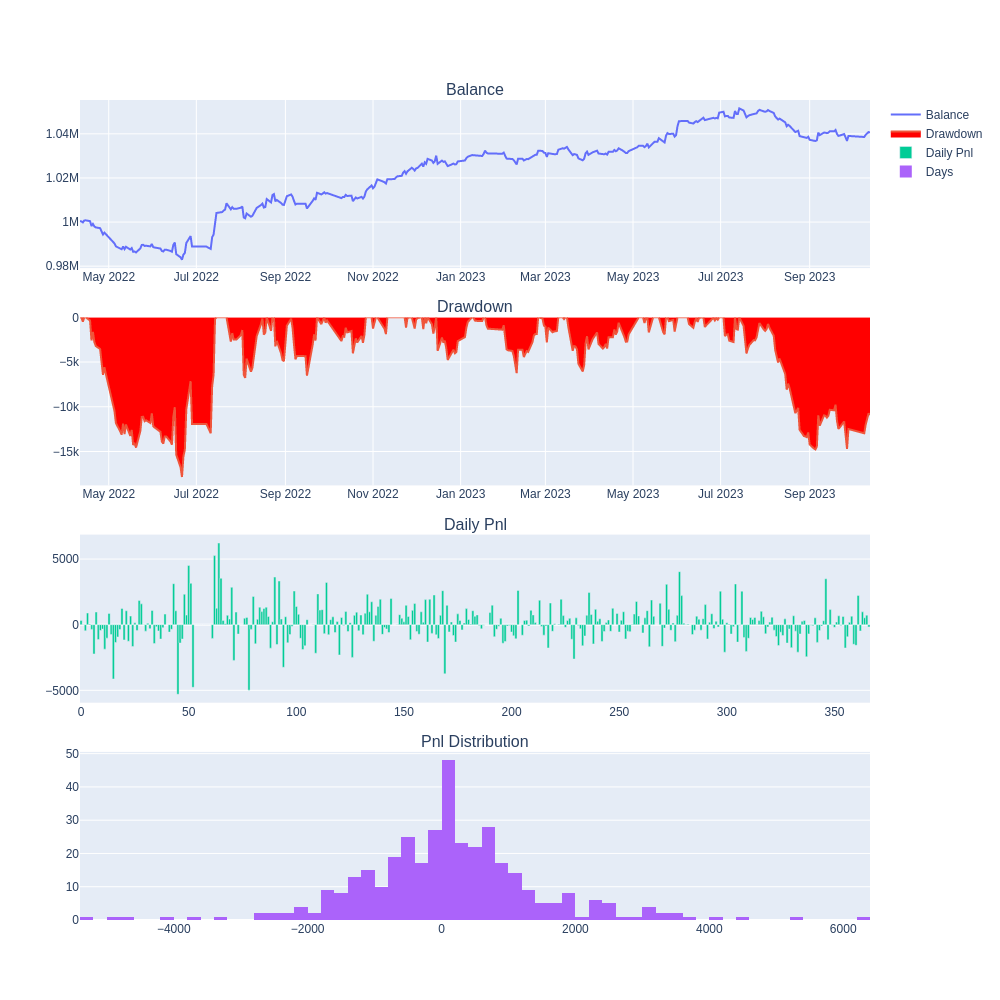 Balance
1.04M
1.02M
1M
0.98M
May 2022 Jul 2022 Sep 2022 Nov 2022 Jan 2023 Mar 2023 May 2023 Jul 2023 Sep 2023
Balance
Drawdown
Daily Pnl
Days
Drawdown
0
−5k
−10k
−15k
May 2022 Jul 2022 Sep 2022 Nov 2022 Jan 2023 Mar 2023 May 2023 Jul 2023 Sep 2023
Daily Pnl
5000
0
−5000
0 50 100 150 200 250 300 350
Pnl Distribution
50
40
30
20
10
0
−4000 −2000 0 2000 4000 6000